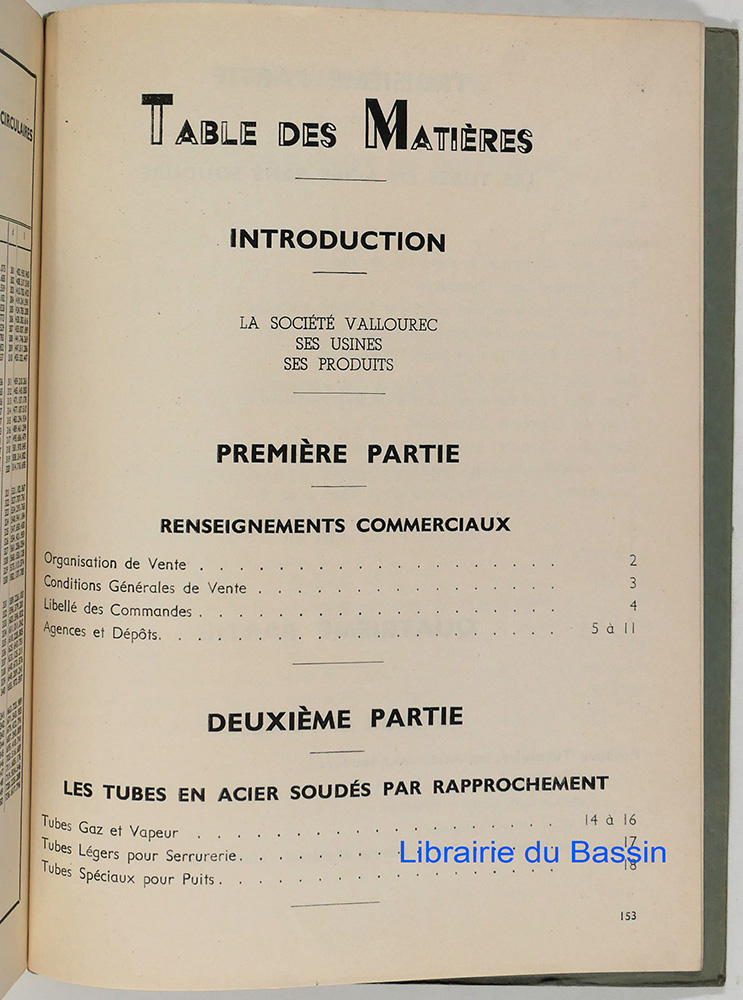 CIRCULAIRES
TABLE DES MATIÈRES
INTRODUCTION
LA SOCIÉTÉ VALLOUREC
SES USINES
SES PRODUITS
PREMIÈRE PARTIE
RENSEIGNEMENTS COMMERCIAUX
Organisation de Vente . . . . . . . . . . . . . . 2
Conditions Générales de Vente . . . . . . . . . . . . 3
Libellé des Commandes . . . . . . . . . . . . . . 4
Agences et Dépôts. . . . . . . . . . . . . . . . 5 à 11
DEUXIÈME PARTIE
LES TUBES EN ACIER SOUDÉS PAR RAPPROCHEMENT
Tubes Gaz et Vapeur . . . . . . . . . . . . . . 14 à 16
Tubes Légers pour Serrurerie. . . . . . . . . . . . . 17
Tubes Spéciaux pour Puits. . . . . . . . . . . . . . 18
Librairie du Bassin
153